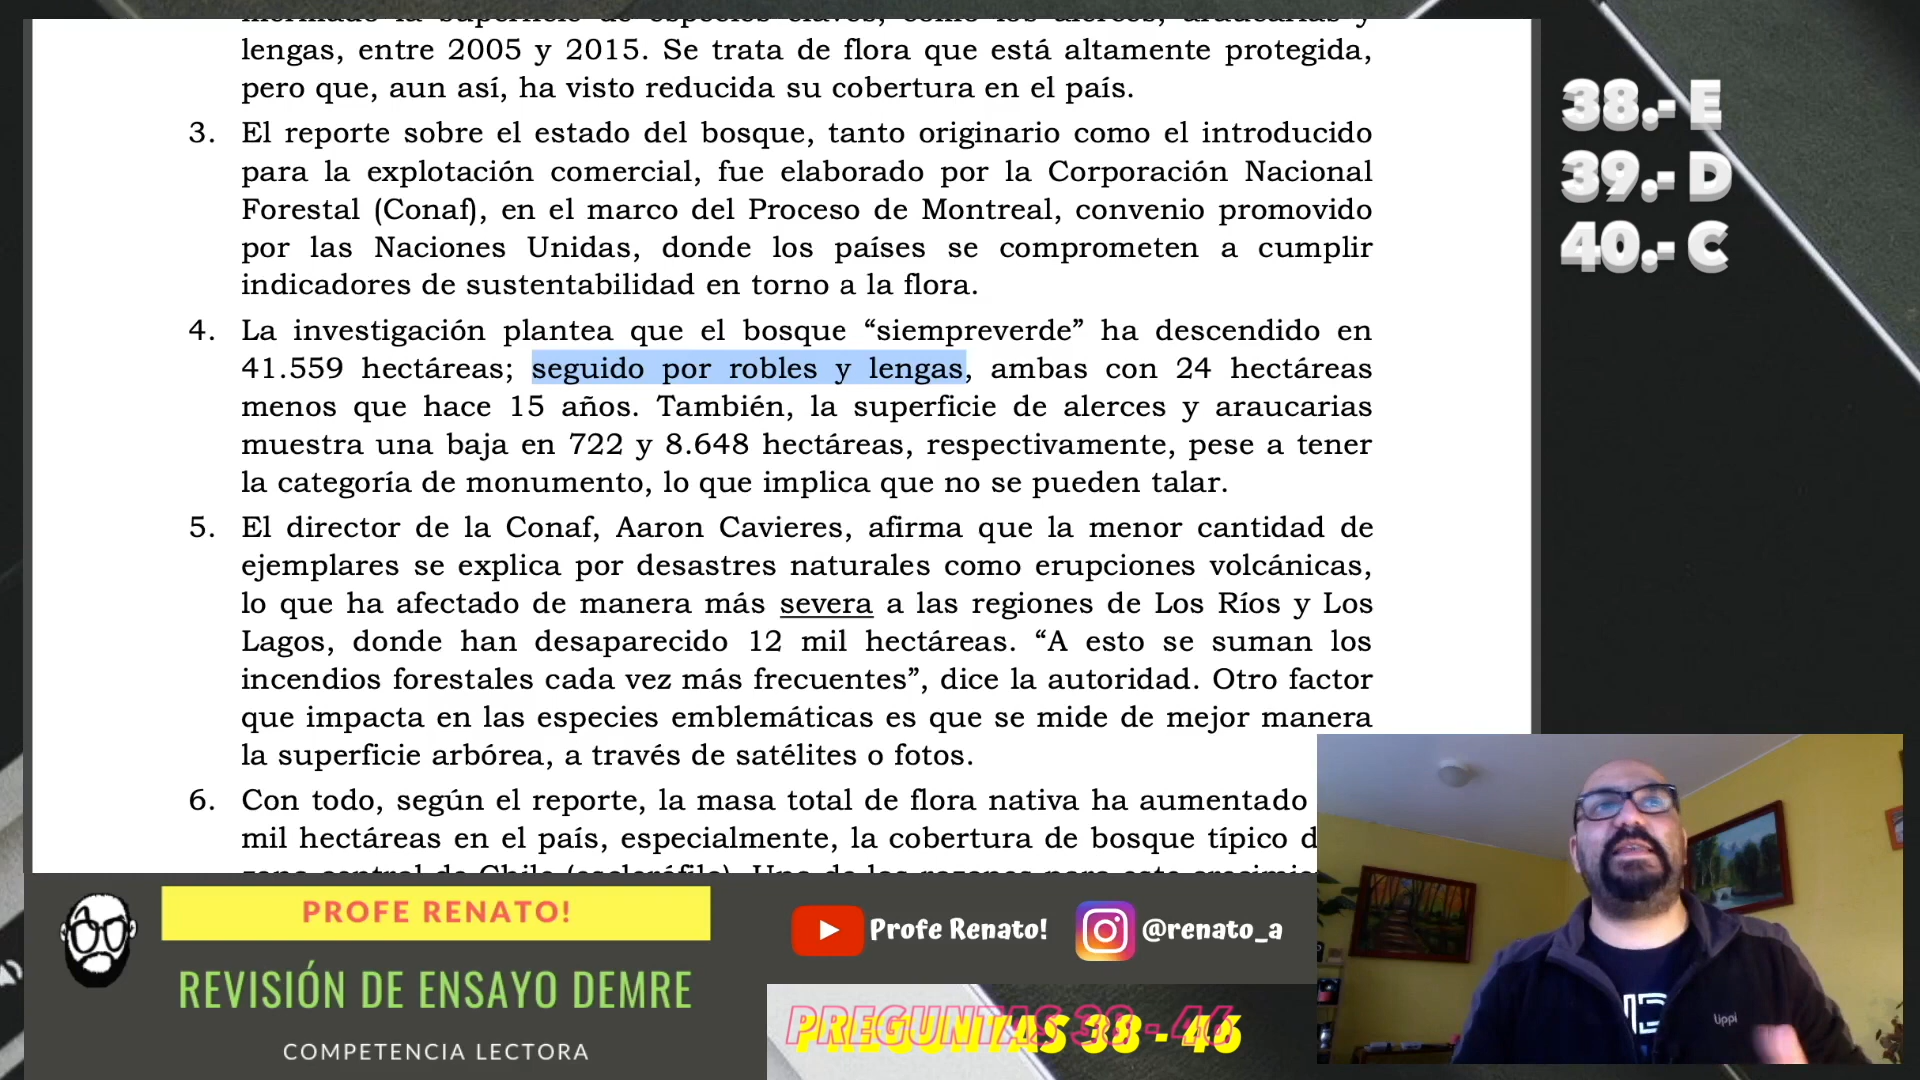 lengas, entre 2005 y 2015. Se trata de flora que está altamente protegida,
pero que, aun así, ha visto reducida su cobertura en el país.
3. El reporte sobre el estado del bosque, tanto originario como el introducido
para la explotación comercial, fue elaborado por la Corporación Nacional
Forestal (Conaf), en el marco del Proceso de Montreal, convenio promovido
por las Naciones Unidas, donde los países se comprometen a cumplir
indicadores de sustentabilidad en torno a la flora.
4. La investigación plantea que el bosque “siempreverde” ha descendido en
41.559 hectáreas; seguido por robles y lengas, ambas con 24 hectáreas
menos que hace 15 años. También, la superficie de alerces y araucarias
muestra una baja en 722 y 8.648 hectáreas, respectivamente, pese a tener
la categoría de monumento, lo que implica que no se pueden talar.
5. El director de la Conaf, Aaron Cavieres, afirma que la menor cantidad de
ejemplares se explica por desastres naturales como erupciones volcánicas,
lo que ha afectado de manera más severa a las regiones de Los Ríos y Los
Lagos, donde han desaparecido 12 mil hectáreas. “A esto se suman los
incendios forestales cada vez más frecuentes”, dice la autoridad. Otro factor
que impacta en las especies emblemáticas es que se mide de mejor manera
la superficie arbórea, a través de satélites o fotos.
6. Con todo, según el reporte, la masa total de flora nativa ha aumentado
mil hectáreas en el país, especialmente, la cobertura de bosque típico d
38.- E
39.- D
40.- C
PROFE RENATO!
REVISIÓN DE ENSAYO DEMRE
COMPETENCIA LECTORA
Profe Renato!
@renato_a
PREGUNTAS 38 - 46
lippi